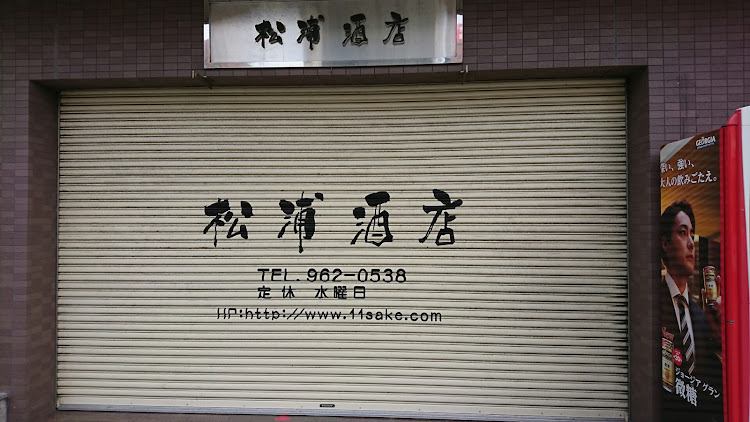 松浦酒店
松浦酒店
TEL. 962-0538
定休 水曜日
HP:http://www.11sake.com
GEORGIA
強い、
大人の飲みごたえ。
ジョージア グラン
微糖